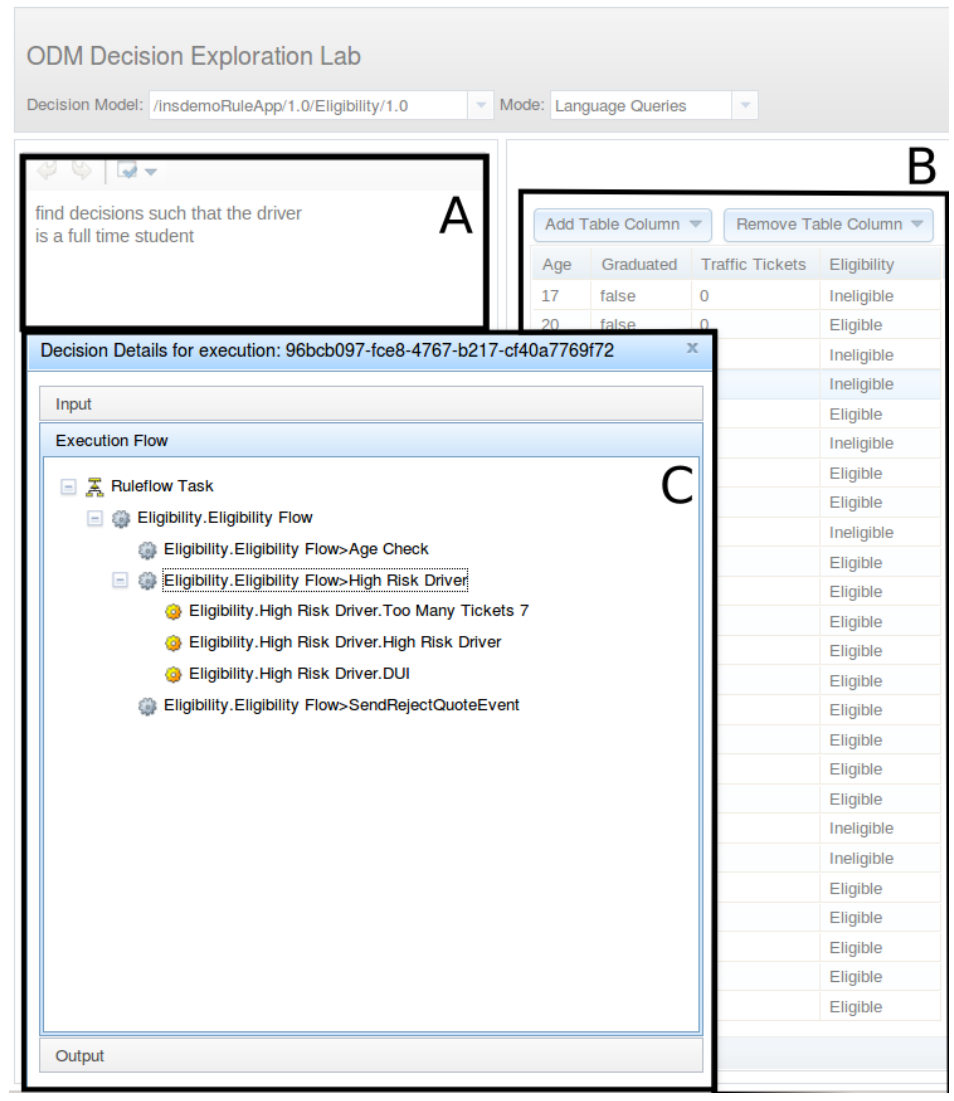 ODM Decision Exploration Lab
Decision Model: /insdemoRuleApp/1.0/Eligibility/1.0 Mode: Language Queries
A
find decisions such that the driver
is a full time student
B
Add Table Column Remove Table Column
Age Graduated Traffic Tickets Eligibility
17 false 0 Ineligible
20 false 0 Eligible
Ineligible
Ineligible
Eligible
Ineligible
Eligible
Eligible
Ineligible
Eligible
Eligible
Eligible
Eligible
Eligible
Eligible
Eligible
Eligible
Eligible
Ineligible
Ineligible
Eligible
Eligible
Eligible
Eligible
Eligible
Decision Details for execution: 96bcb097-fce8-4767-b217-cf40a7769f72 x
Input
Execution Flow
C
Ruleflow Task
Eligibility.Eligibility Flow
Eligibility.Eligibility Flow>Age Check
Eligibility.Eligibility Flow>High Risk Driver
Eligibility.High Risk Driver.Too Many Tickets 7
Eligibility.High Risk Driver.High Risk Driver
Eligibility.High Risk Driver.DUI
Eligibility.Eligibility Flow>SendRejectQuoteEvent
Output